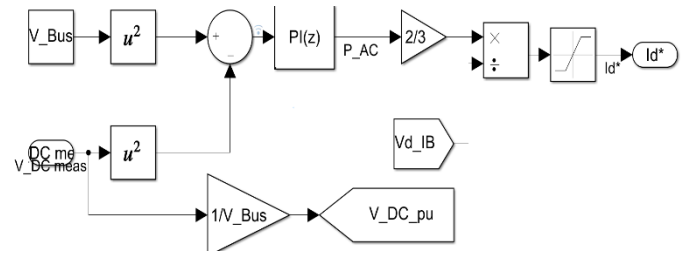 V_Bus
u²
+
−
PI(z)
P_AC
2/3
×
÷
Id*
Id*
DC me
V_DC meas
u²
Vd_IB
1/V_Bus
V_DC_pu